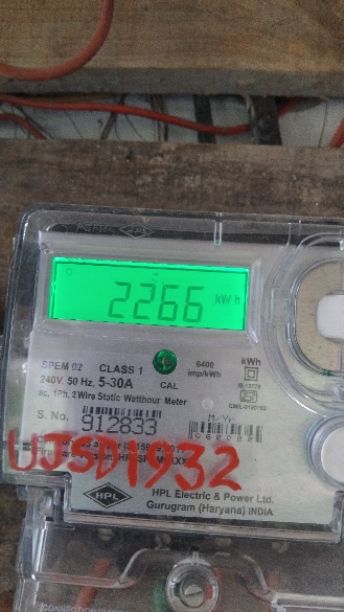 2266 kWh
SPEM 02 CLASS 1
6400
imp/kWh
kWh
240V, 50 Hz, 5-30A
CAL
ac, 1Ph, 2 Wire Static Watthour Meter
S. No. 912833
M/Yr
UJSD1932
HPL
HPL Electric & Power Ltd.
Gurugram (Haryana) INDIA